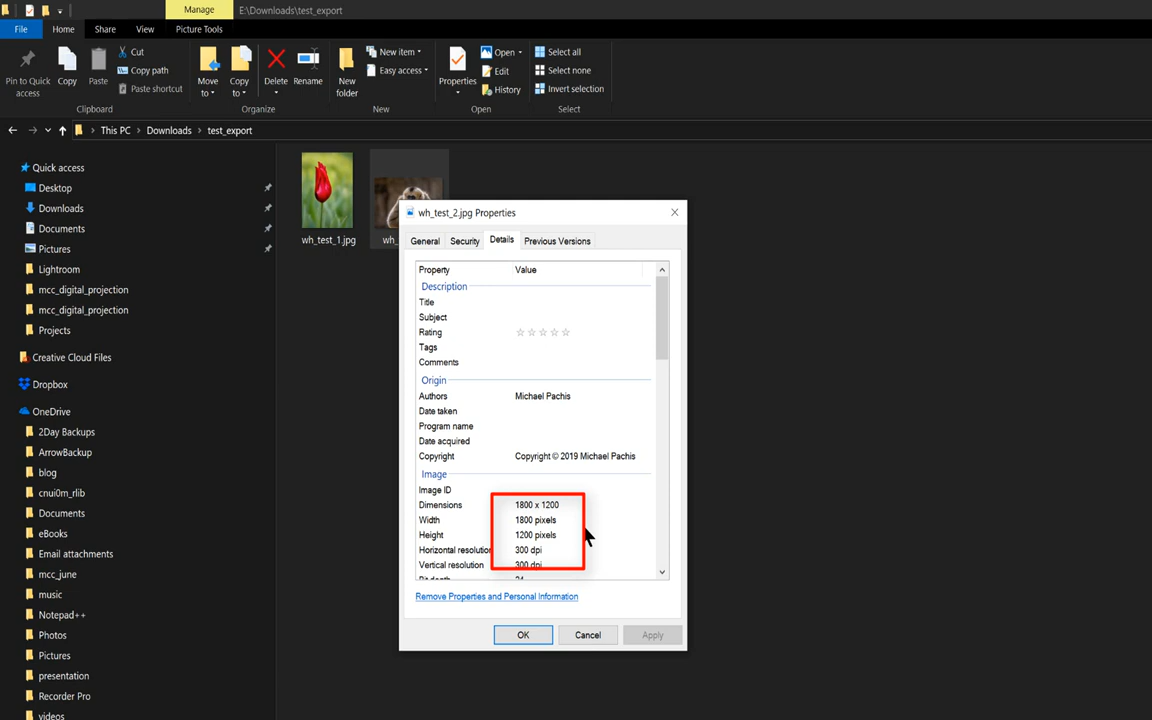 Manage
E:\Downloads\test_export
File
Home
Share
View
Picture Tools
Pin to Quick
access
Copy
Paste
Cut
Copy path
Paste shortcut
Clipboard
Move
to
Copy
to
Delete
Rename
Organize
New
folder
New item
Easy access
New
Properties
Open
Edit
History
Open
Select all
Select none
Invert selection
Select
This PC
Downloads
test_export
Quick access
Desktop
Downloads
Documents
Pictures
Lightroom
mcc_digital_projection
mcc_digital_projection
Projects
Creative Cloud Files
Dropbox
OneDrive
2Day Backups
ArrowBackup
blog
cnui0m_rlib
Documents
eBooks
Email attachments
mcc_june
music
Notepad++
Photos
Pictures
presentation
Recorder Pro
videos
wh_test_1.jpg
wh_
wh_test_2.jpg Properties
General
Security
Details
Previous Versions
Property Value
Description
Title
Subject
Rating
Tags
Comments
Origin
Authors Michael Pachis
Date taken
Program name
Date acquired
Copyright Copyright © 2019 Michael Pachis
Image
Image ID
Dimensions 1800 x 1200
Width 1800 pixels
Height 1200 pixels
Horizontal resolution 300 dpi
Vertical resolution 300 dpi
Bit depth 24
Remove Properties and Personal Information
OK
Cancel
Apply